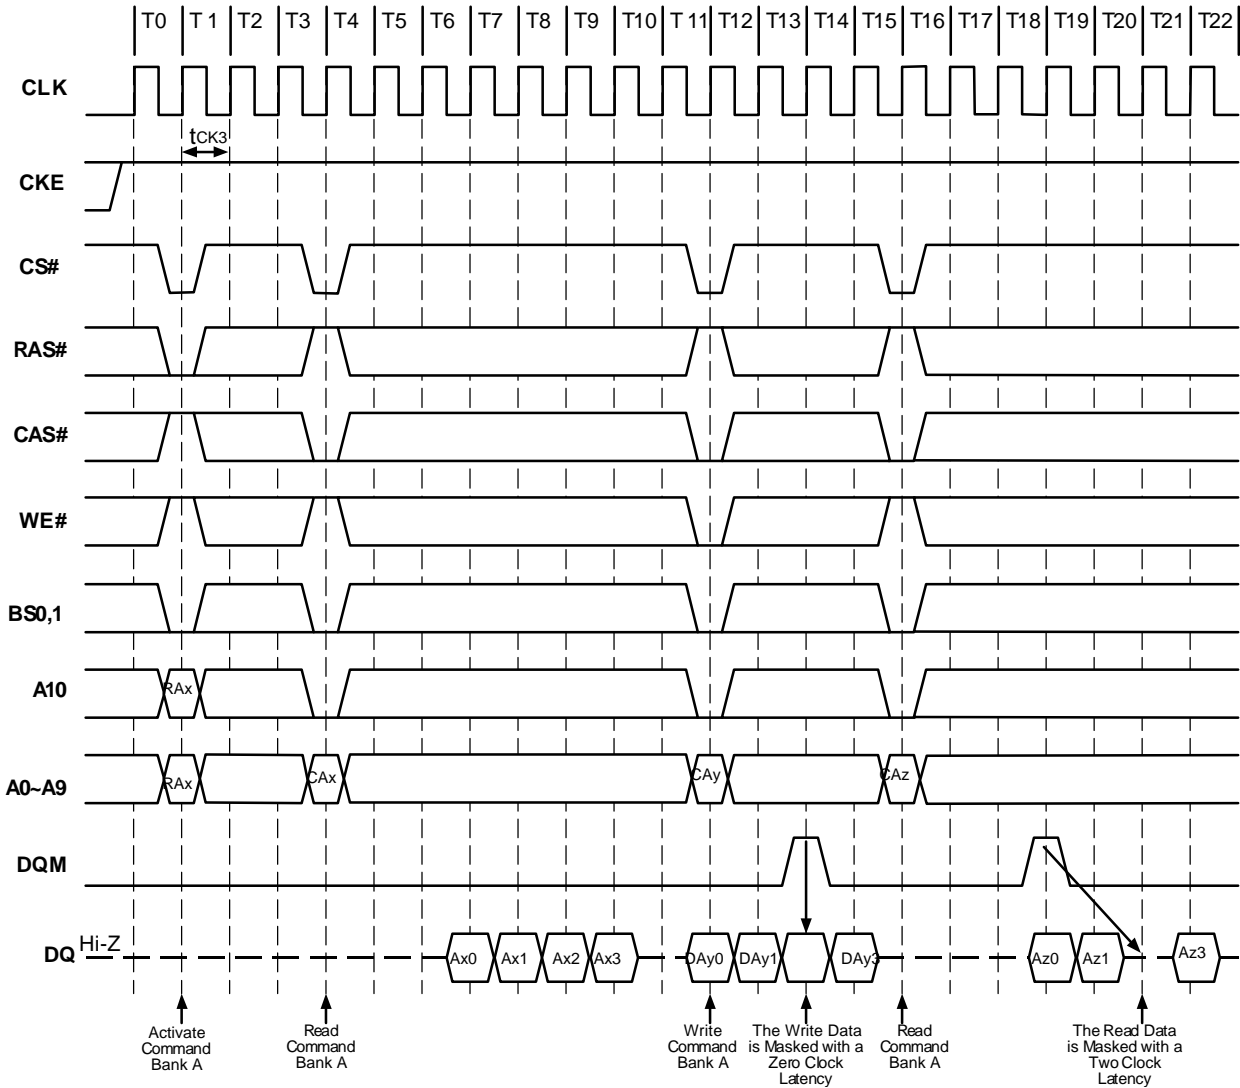 T0 T 1 T2 T3 T4 T5 T6 T7 T8 T9 T10 T 11 T12 T13 T14 T15 T16 T17 T18 T19 T20 T21 T22
CLK
tCK3
CKE
CS#
RAS#
CAS#
WE#
BS0,1
A10 RAx
A0~A9 RAx CAx CAy CAz
DQM
DQ Hi-Z Ax0 Ax1 Ax2 Ax3 DAy0 DAy1 DAy3 Az0 Az1 Az3
Activate
Command
Bank A
Read
Command
Bank A
Write
Command
Bank A
The Write Data
is Masked with a
Zero Clock
Latency
Read
Command
Bank A
The Read Data
is Masked with a
Two Clock
Latency